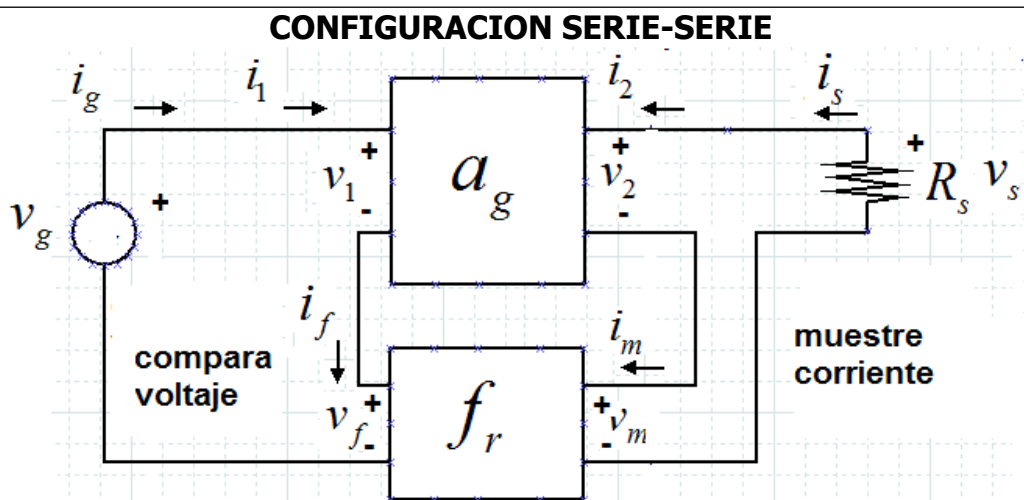 CONFIGURACION SERIE-SERIE
i_g i_1 i_2 i_s
+ + + +
v_1 a_g v_2 R_s v_s
v_g + - -
i_f i_m
compara
voltaje
muestre
corriente
+ +
v_f f_r v_m
- -